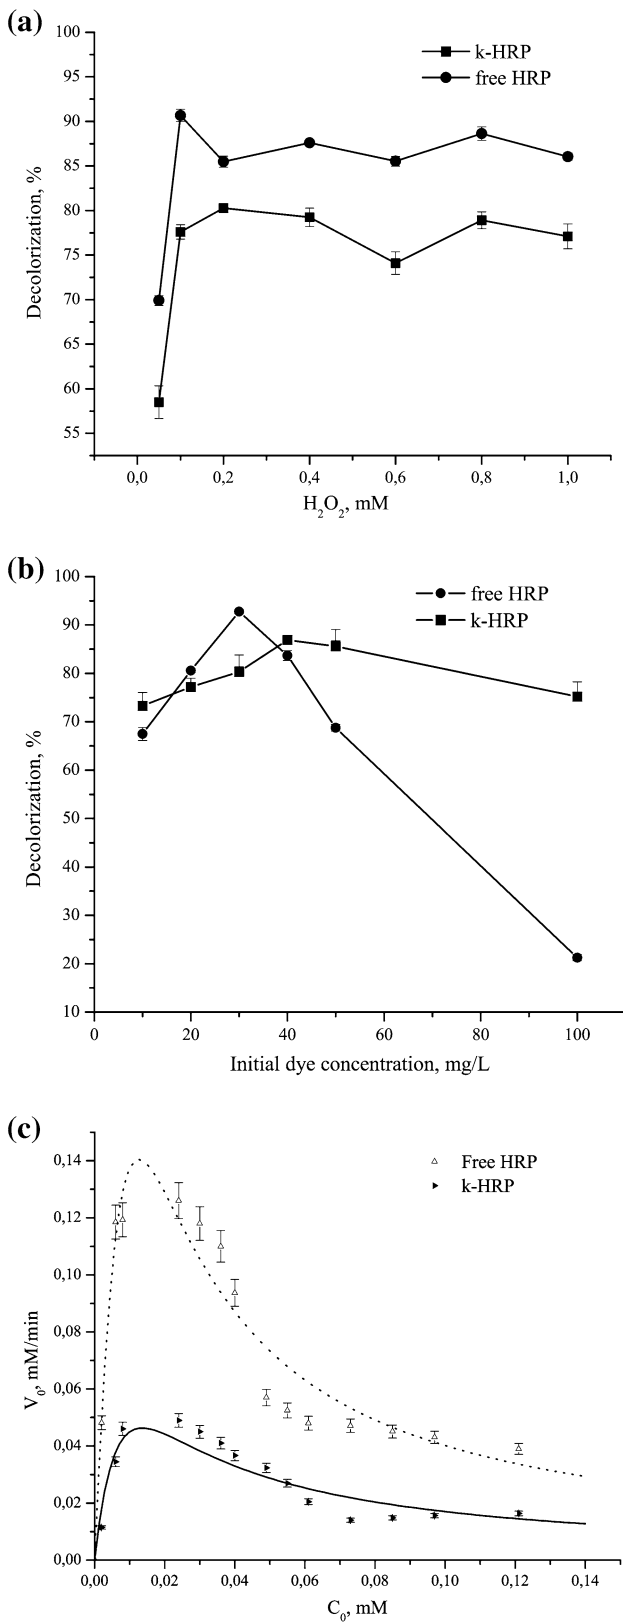 (a)
100
95
90
85
80
75
70
65
60
55
Decolorization, %
k-HRP
free HRP
0,0 0,2 0,4 0,6 0,8 1,0
H₂O₂, mM
(b)
100
90
80
70
60
50
40
30
20
10
Decolorization, %
free HRP
k-HRP
0 20 40 60 80 100
Initial dye concentration, mg/L
(c)
0,14
0,12
0,10
0,08
0,06
0,04
0,02
0,00
V₀, mM/min
Free HRP
k-HRP
0,00 0,02 0,04 0,06 0,08 0,10 0,12 0,14
C₀, mM